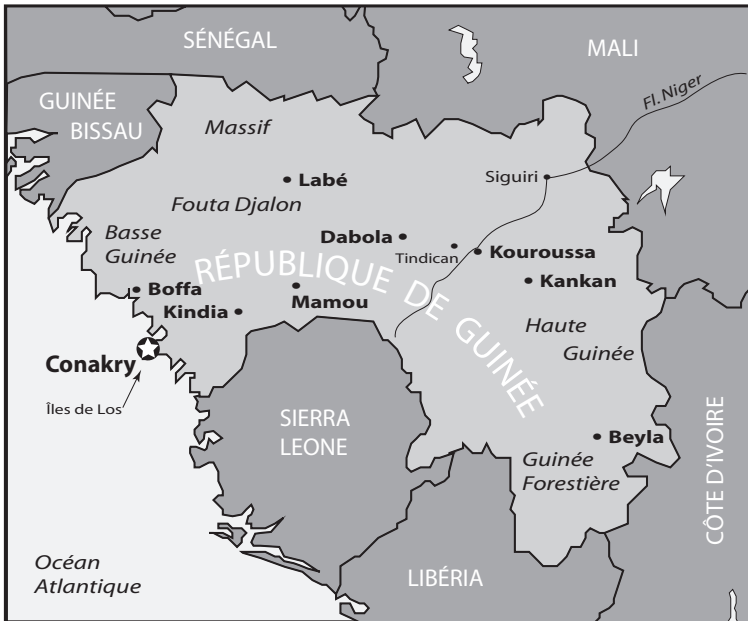 SÉNÉGAL
MALI
GUINÉE
BISSAU
Fl. Niger
Massif
Labé
Siguiri
Fouta Djalon
Basse
Guinée
Dabola
Tindican
Kouroussa
RÉPUBLIQUE DE GUINÉE
Boffa
Kindia
Mamou
Kankan
Haute
Guinée
Conakry
Îles de Los
SIERRA
LEONE
CÔTE D'IVOIRE
Beyla
Guinée
Forestière
Océan
Atlantique
LIBÉRIA